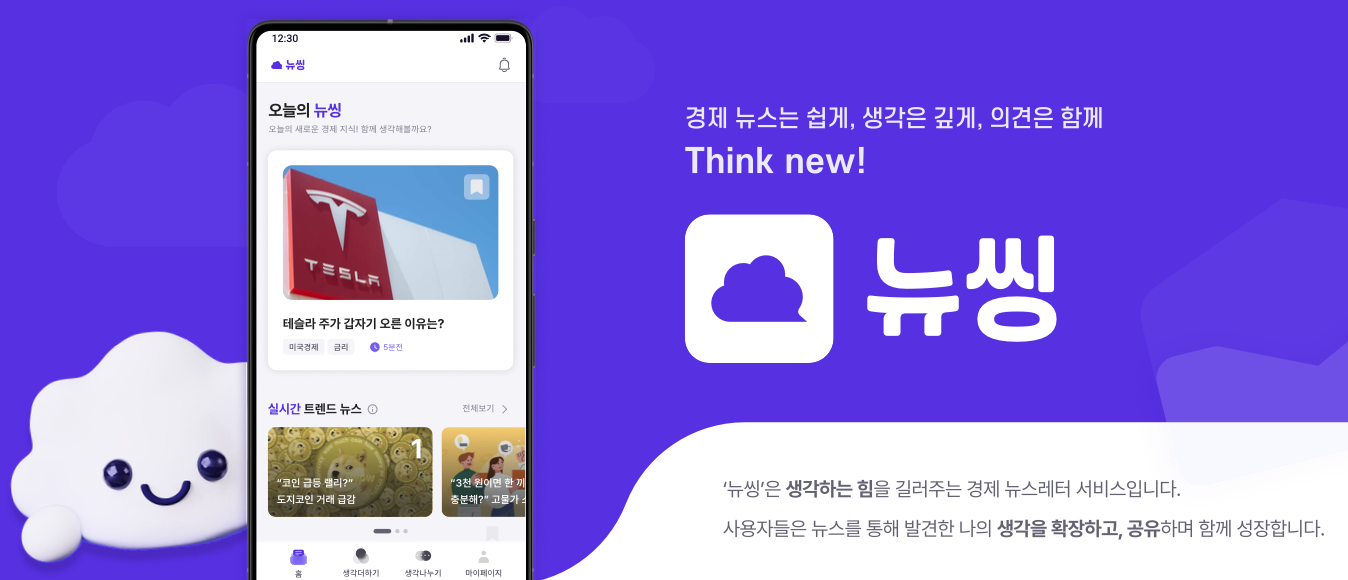 12:30
뉴씽
오늘의 뉴씽
오늘의 새로운 경제 지식! 함께 생각해볼까요?
TESLA
테슬라 주가 갑자기 오른 이유는?
미국경제 금리 5분전
실시간 트렌드 뉴스 전체보기
1
“코인 급등 랠리?”
도지코인 거래 급감
“3천 원이면 한 끼
충분해?” 고물가
홈 생각더하기 생각나누기 마이페이지
경제 뉴스는 쉽게, 생각은 깊게, 의견은 함께
Think new!
뉴씽
‘뉴씽’은 생각하는 힘을 길러주는 경제 뉴스레터 서비스입니다.
사용자들은 뉴스를 통해 발견한 나의 생각을 확장하고, 공유하며 함께 성장합니다.